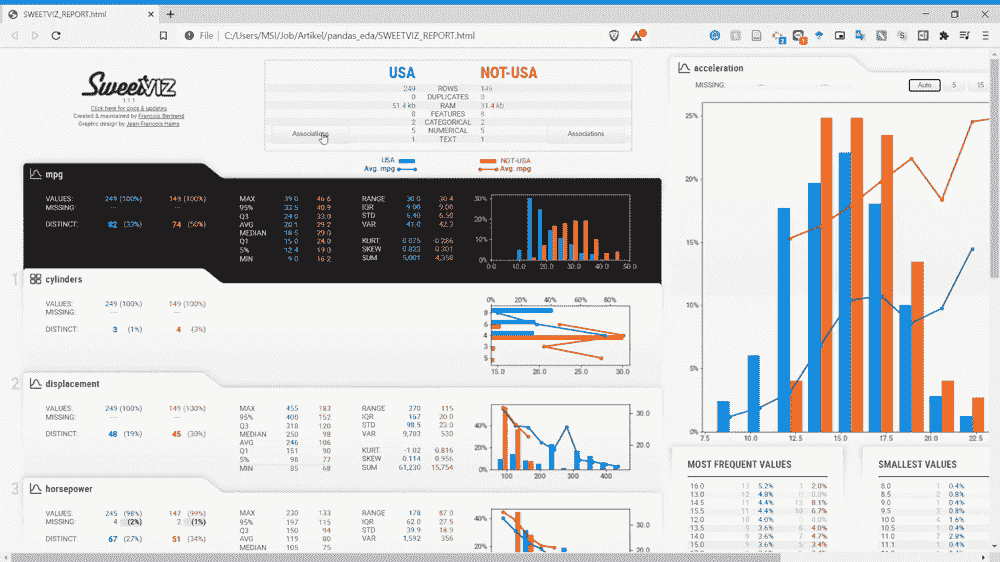 SWEETVIZ_REPORT.html
File | C:/Users/MSI/Job/Artikel/pandas_eda/SWEETVIZ_REPORT.html
SweetVIZ
1.1.1
Click here for docs & updates
Created & maintained by Francois Bertrand
Graphic design by Jean-Francois Hains
USA NOT-USA
249 ROWS 149
0 DUPLICATES 0
51.4 kb RAM 31.4 kb
8 FEATURES 8
2 CATEGORICAL 2
5 NUMERICAL 5
1 TEXT 1
Associations Associations
USA NOT-USA
Avg. mpg Avg. mpg
mpg
VALUES: 249 (100%) 149 (100%)
MISSING: --- ---
DISTINCT: 82 (33%) 74 (50%)
MAX 39.0 46.6
95% 33.5 40.9
Q3 24.0 33.0
AVG 20.1 29.2
MEDIAN 18.5 29.0
Q1 15.0 24.0
5% 12.4 19.0
MIN 9.0 16.2
RANGE 30.0 30.4
IQR 9.00 9.00
STD 6.40 6.50
VAR 41.0 42.3
KURT. 0.075 -0.286
SKEW 0.823 0.301
SUM 5,001 4,358
30%
20%
10%
0%
0.0 10.0 20.0 30.0 40.0 50.0
1
cylinders
VALUES: 249 (100%) 149 (100%)
MISSING: --- ---
DISTINCT: 3 (1%) 4 (3%)
0% 20% 40% 60% 80%
8
6
4
3
5
15.0 20.0 25.0 30.0
2
displacement
VALUES: 249 (100%) 149 (100%)
MISSING: --- ---
DISTINCT: 48 (19%) 45 (30%)
MAX 455 183
95% 400 152
Q3 318 120
MEDIAN 250 98
AVG 246 106
Q1 151 90
5% 98 77
MIN 85 68
RANGE 370 115
IQR 167 30.0
STD 98.5 23.0
VAR 9,703 530
KURT. -1.02 0.816
SKEW 0.114 0.956
SUM 61,230 15,754
40%
20%
0%
30.0
20.0
100 200 300 400
3
horsepower
VALUES: 245 (98%) 147 (99%)
MISSING: 4 (2%) 2 (1%)
DISTINCT: 67 (27%) 51 (34%)
MAX 230 133
95% 197 115
Q3 150 94
AVG 119 80
MEDIAN 105 75
RANGE 178 87.0
IQR 62.0 27.5
STD 39.9 18.9
VAR 1,592 356
40%
20%
30.0
20.0
acceleration
MISSING: --- ---
Auto 5 15
25%
20%
15%
10%
5%
0%
7.5 10.0 12.5 15.0 17.5 20.0 22.5
MOST FREQUENT VALUES
16.0 13 5.2% 3 2.0%
13.0 12 4.8% 0 0.0%
14.5 11 4.4% 12 8.1%
15.5 11 4.4% 10 6.7%
12.0 10 4.0% 0 0.0%
13.5 9 3.6% 6 4.0%
14.0 9 3.6% 7 4.7%
15.0 9 3.6% 5 3.4%
SMALLEST VALUES
8.0 1 0.4%
8.5 2 0.8%
9.0 1 0.4%
9.5 2 0.8%
10.0 4 1.6%
10.5 1 0.4%
11.0 7 2.8%
11.1 1 0.4%